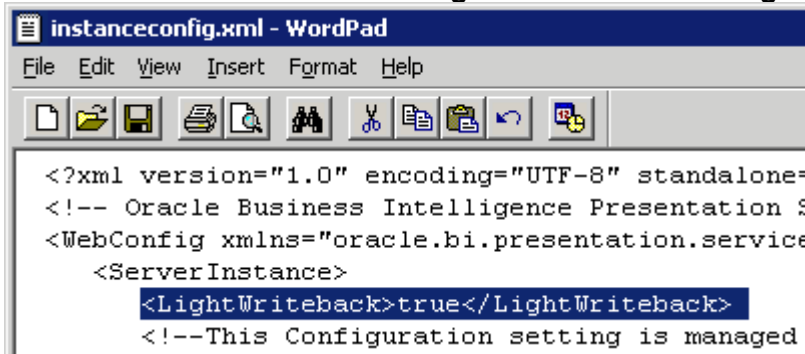 instanceconfig.xml - WordPad
File Edit View Insert Format Help
<?xml version="1.0" encoding="UTF-8" standalone=
<!-- Oracle Business Intelligence Presentation
<WebConfig xmlns="oracle.bi.presentation.service
<ServerInstance>
<LightWriteback>true</LightWriteback>
<!--This Configuration setting is managed